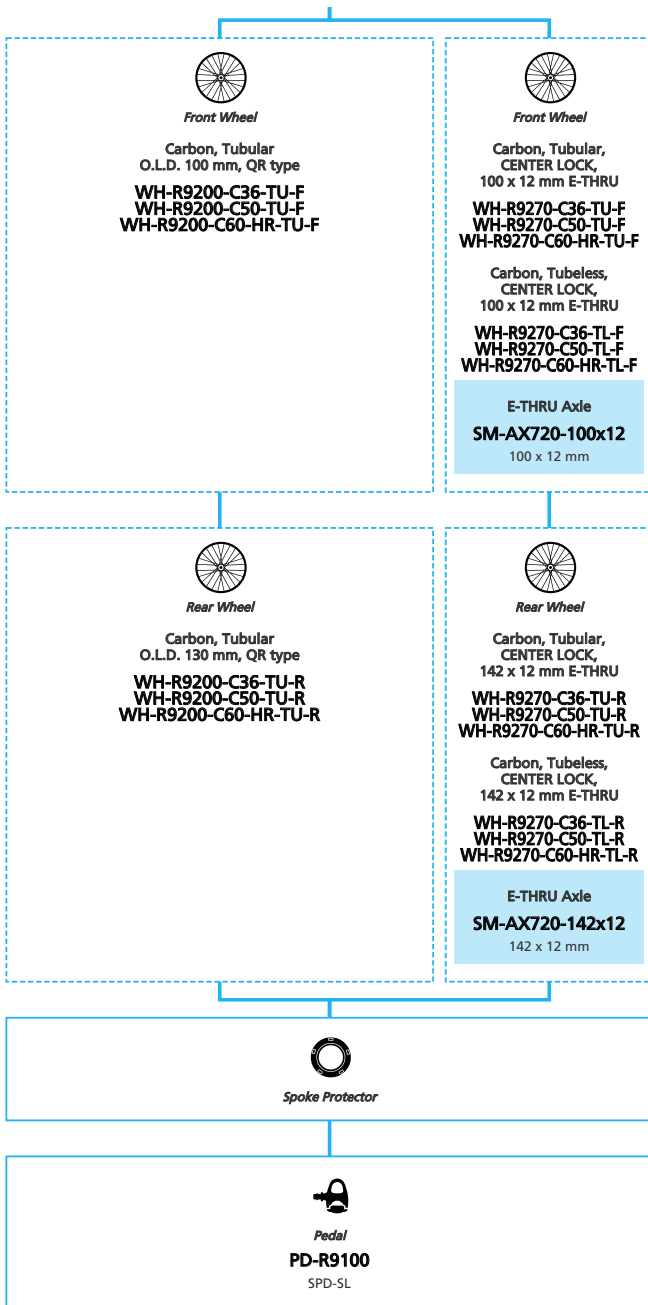 Front Wheel
Carbon, Tubular
O.L.D. 100 mm, QR type
WH-R9200-C36-TU-F
WH-R9200-C50-TU-F
WH-R9200-C60-HR-TU-F
Front Wheel
Carbon, Tubular,
CENTER LOCK,
100 x 12 mm E-THRU
WH-R9270-C36-TU-F
WH-R9270-C50-TU-F
WH-R9270-C60-HR-TU-F
Carbon, Tubeless,
CENTER LOCK,
100 x 12 mm E-THRU
WH-R9270-C36-TL-F
WH-R9270-C50-TL-F
WH-R9270-C60-HR-TL-F
E-THRU Axle
SM-AX720-100x12
100 x 12 mm
Rear Wheel
Carbon, Tubular
O.L.D. 130 mm, QR type
WH-R9200-C36-TU-R
WH-R9200-C50-TU-R
WH-R9200-C60-HR-TU-R
Rear Wheel
Carbon, Tubular,
CENTER LOCK,
142 x 12 mm E-THRU
WH-R9270-C36-TU-R
WH-R9270-C50-TU-R
WH-R9270-C60-HR-TU-R
Carbon, Tubeless,
CENTER LOCK,
142 x 12 mm E-THRU
WH-R9270-C36-TL-R
WH-R9270-C50-TL-R
WH-R9270-C60-HR-TL-R
E-THRU Axle
SM-AX720-142x12
142 x 12 mm
Spoke Protector
Pedal
PD-R9100
SPD-SL